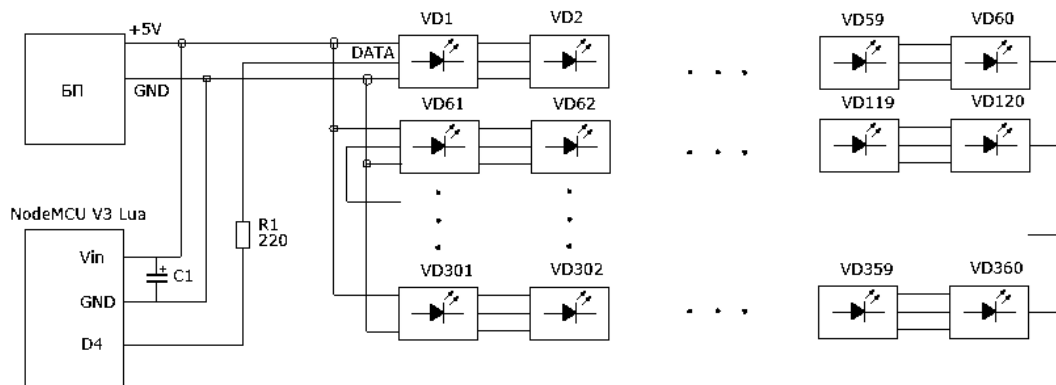 VD1 VD2 VD59 VD60
+5V
DATA
БП
GND
VD61 VD62 VD119 VD120
NodeMCU V3 Lua
R1
220
Vin
+
C1
GND
VD301 VD302 VD359 VD360
D4